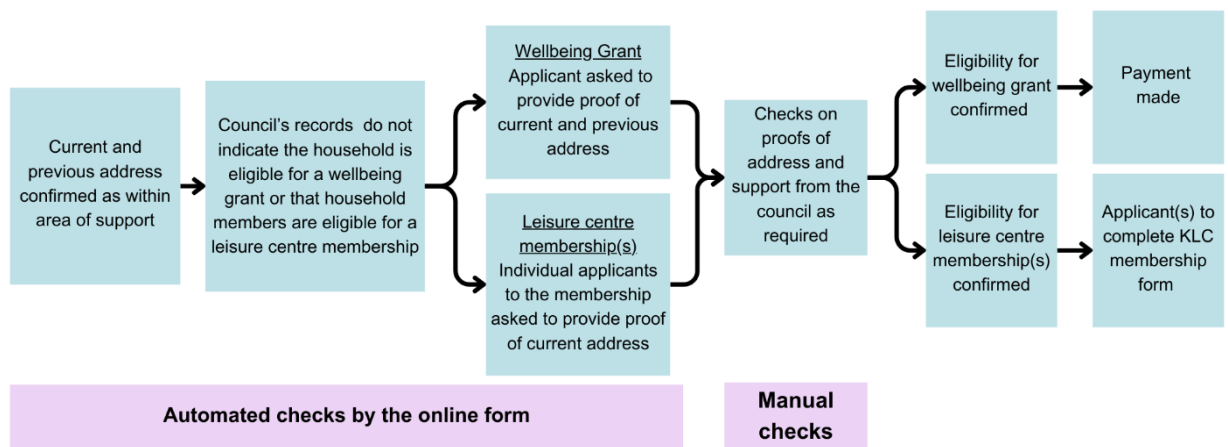 Current and
previous address
confirmed as within
area of support
Council's records do not
indicate the household is
eligible for a wellbeing
grant or that household
members are eligible for a
leisure centre membership
Wellbeing Grant
Applicant asked to
provide proof of
current and previous
address
Leisure centre
membership(s)
Individual applicants
to the membership
asked to provide proof
of current address
Checks on
proofs of
address and
support from the
council as
required
Eligibility for
wellbeing grant
confirmed
Payment
made
Eligibility for
leisure centre
membership(s)
confirmed
Applicant(s) to
complete KLC
membership
form
Automated checks by the online form
Manual
checks